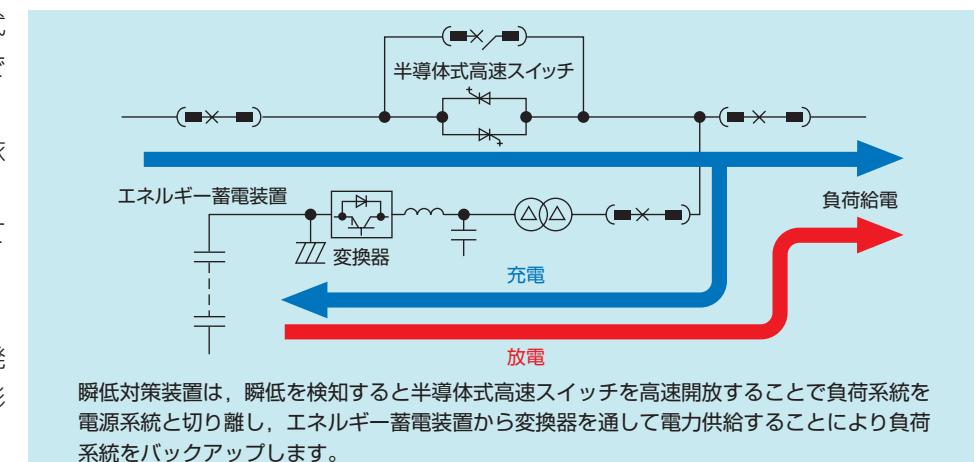 半導体式高速スイッチ
エネルギー蓄電装置
負荷給電
変換器
充電
放電
瞬低対策装置は，瞬低を検知すると半導体式高速スイッチを高速開放することで負荷系統を
電源系統と切り離し，エネルギー蓄電装置から変換器を通して電力供給することにより負荷
系統をバックアップします。